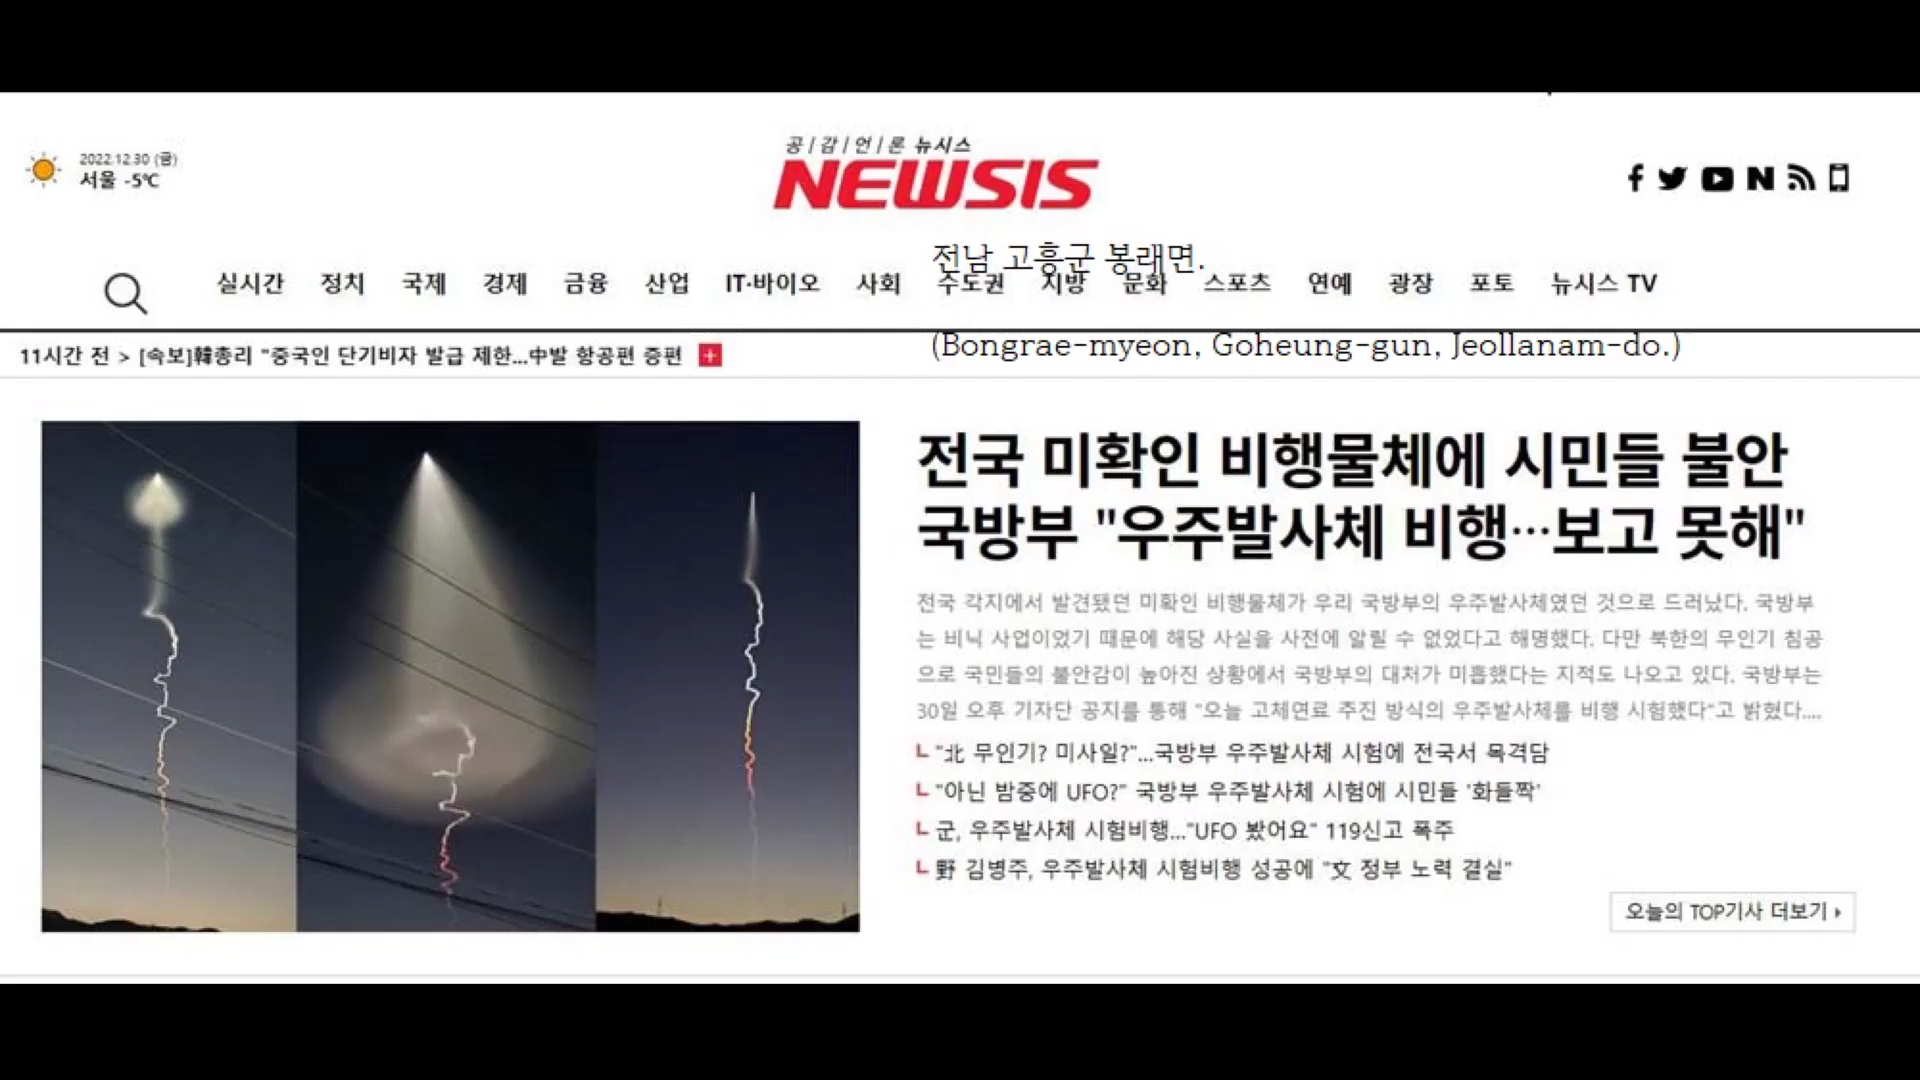 2022.12.30 (금)
서울 -5℃
공/감/언/론 뉴시스
NEWSIS
전남 고흥군 봉래면.
실시간 정치 국제 경제 금융 산업 IT·바이오 사회 수도권 지방 문화 스포츠 연예 광장 포토 뉴시스 TV
(Bongrae-myeon, Goheung-gun, Jeollanam-do.)
11시간 전 > [속보]韓총리 "중국인 단기비자 발급 제한...中발 항공편 증편
전국 미확인 비행물체에 시민들 불안
국방부 "우주발사체 비행…보고 못해"
전국 각지에서 발견됐던 미확인 비행물체가 우리 국방부의 우주발사체였던 것으로 드러났다. 국방부
는 비닉 사업이었기 때문에 해당 사실을 사전에 알릴 수 없었다고 해명했다. 다만 북한의 무인기 침공
으로 국민들의 불안감이 높아진 상황에서 국방부의 대처가 미흡했다는 지적도 나오고 있다. 국방부는
30일 오후 기자단 공지를 통해 "오늘 고체연료 추진 방식의 우주발사체를 비행 시험했다"고 밝혔다....
"北 무인기? 미사일?"...국방부 우주발사체 시험에 전국서 목격담
"아닌 밤중에 UFO?" 국방부 우주발사체 시험에 시민들 '화들짝'
군, 우주발사체 시험비행..."UFO 봤어요" 119신고 폭주
野 김병주, 우주발사체 시험비행 성공에 "文 정부 노력 결실"
오늘의 TOP기사 더보기